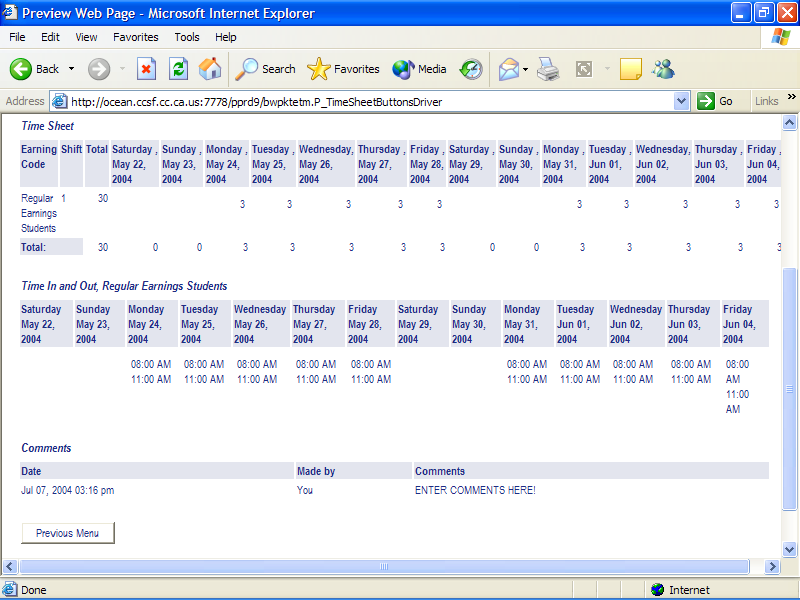 Preview Web Page - Microsoft Internet Explorer
File Edit View Favorites Tools Help
Back Search Favorites Media
Address http://ocean.ccsf.cc.ca.us:7778/pprd9/bwpktetm.P_TimeSheetButtonsDriver Go Links »
Time Sheet
Earning Shift Total Saturday , Sunday , Monday , Tuesday , Wednesday, Thursday , Friday , Saturday , Sunday , Monday , Tuesday , Wednesday, Thursday , Friday ,
Code May 22, May 23, May 24, May 25, May 26, May 27, May 28, May 29, May 30, May 31, Jun 01, Jun 02, Jun 03, Jun 04,
2004 2004 2004 2004 2004 2004 2004 2004 2004 2004 2004 2004 2004 2004
Regular 1 30 3 3 3 3 3 3 3 3 3 3
Earnings
Students
Total: 30 0 0 3 3 3 3 3 0 0 3 3 3 3 3
Time In and Out, Regular Earnings Students
Saturday Sunday Monday Tuesday Wednesday Thursday Friday Saturday Sunday Monday Tuesday Wednesday Thursday Friday
May 22, May 23, May 24, May 25, May 26, May 27, May 28, May 29, May 30, May 31, Jun 01, Jun 02, Jun 03, Jun 04,
2004 2004 2004 2004 2004 2004 2004 2004 2004 2004 2004 2004 2004 2004
08:00 AM 08:00 AM 08:00 AM 08:00 AM 08:00 AM 08:00 AM 08:00 AM 08:00 AM 08:00 AM 08:00
11:00 AM 11:00 AM 11:00 AM 11:00 AM 11:00 AM 11:00 AM 11:00 AM 11:00 AM 11:00 AM AM
11:00
AM
Comments
Date Made by Comments
Jul 07, 2004 03:16 pm You ENTER COMMENTS HERE!
Previous Menu
Done Internet